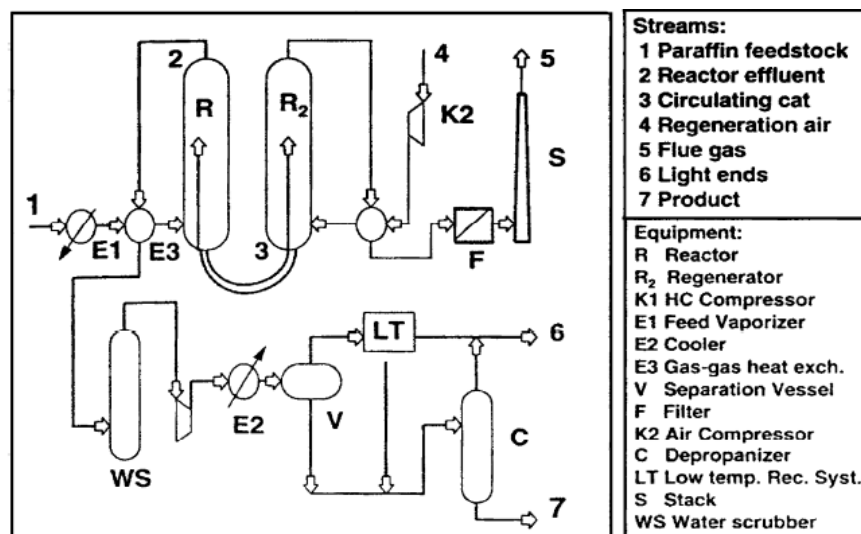 2
4
5
R
R₂
K2
S
1
E1
E3
3
F
LT
6
E2
V
C
WS
7
Streams:
1 Paraffin feedstock
2 Reactor effluent
3 Circulating cat
4 Regeneration air
5 Flue gas
6 Light ends
7 Product
Equipment:
R Reactor
R₂ Regenerator
K1 HC Compressor
E1 Feed Vaporizer
E2 Cooler
E3 Gas-gas heat exch.
V Separation Vessel
F Filter
K2 Air Compressor
C Depropanizer
LT Low temp. Rec. Syst.
S Stack
WS Water scrubber